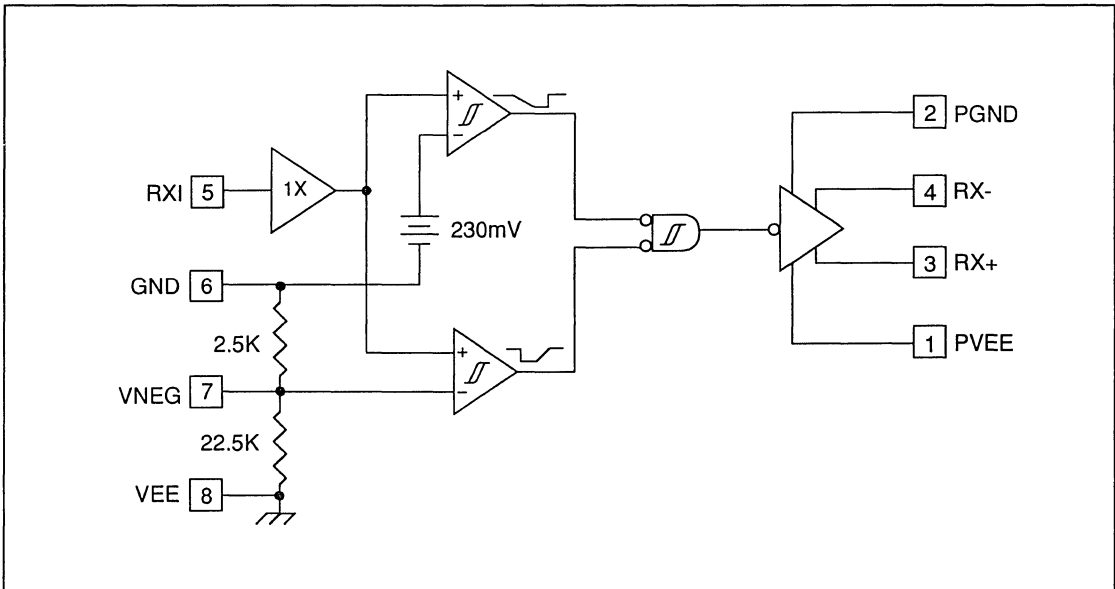 RXI 5
1X
+
−
230mV
GND 6
2.5K
VNEG 7
+
−
22.5K
VEE 8
2 PGND
4 RX-
3 RX+
1 PVEE